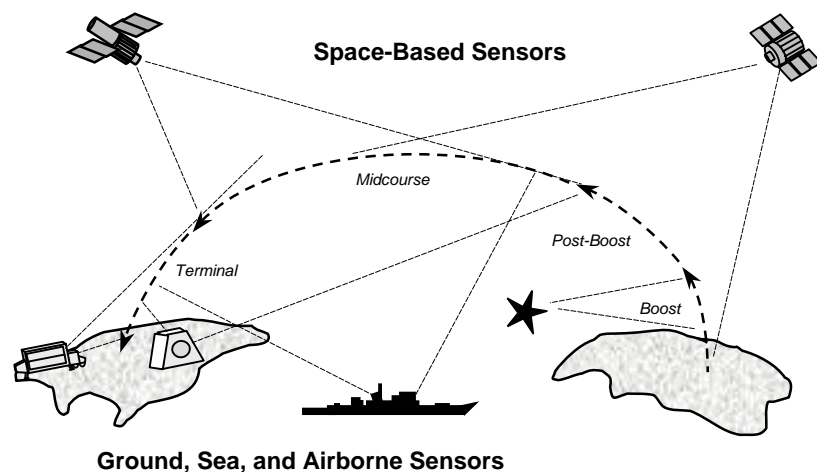 Space-Based Sensors
Midcourse
Post-Boost
Terminal
Boost
Ground, Sea, and Airborne Sensors